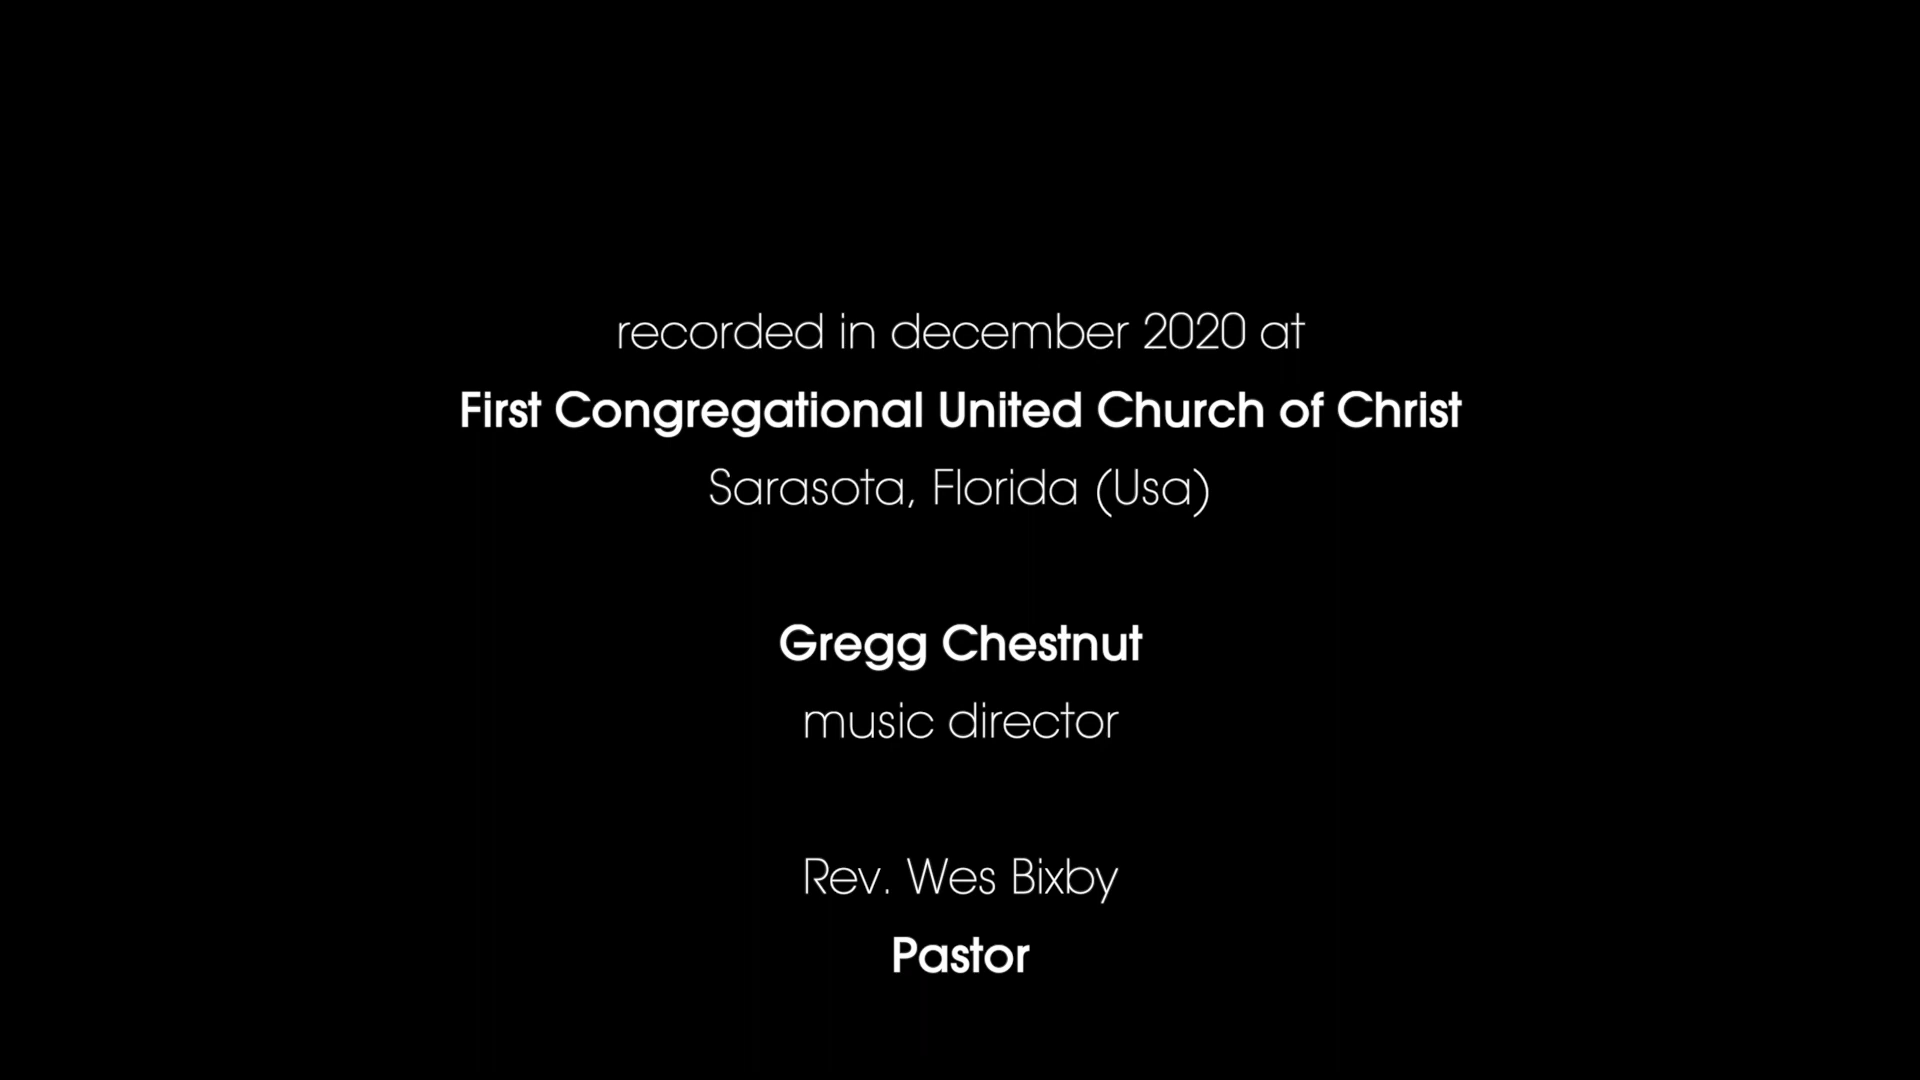 recorded in december 2020 at
First Congregational United Church of Christ
Sarasota, Florida (Usa)
Gregg Chestnut
music director
Rev. Wes Bixby
Pastor